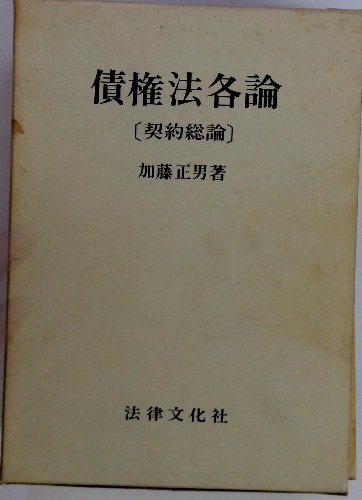 債権法各論
〔契約総論〕
加藤正男著
法律文化社